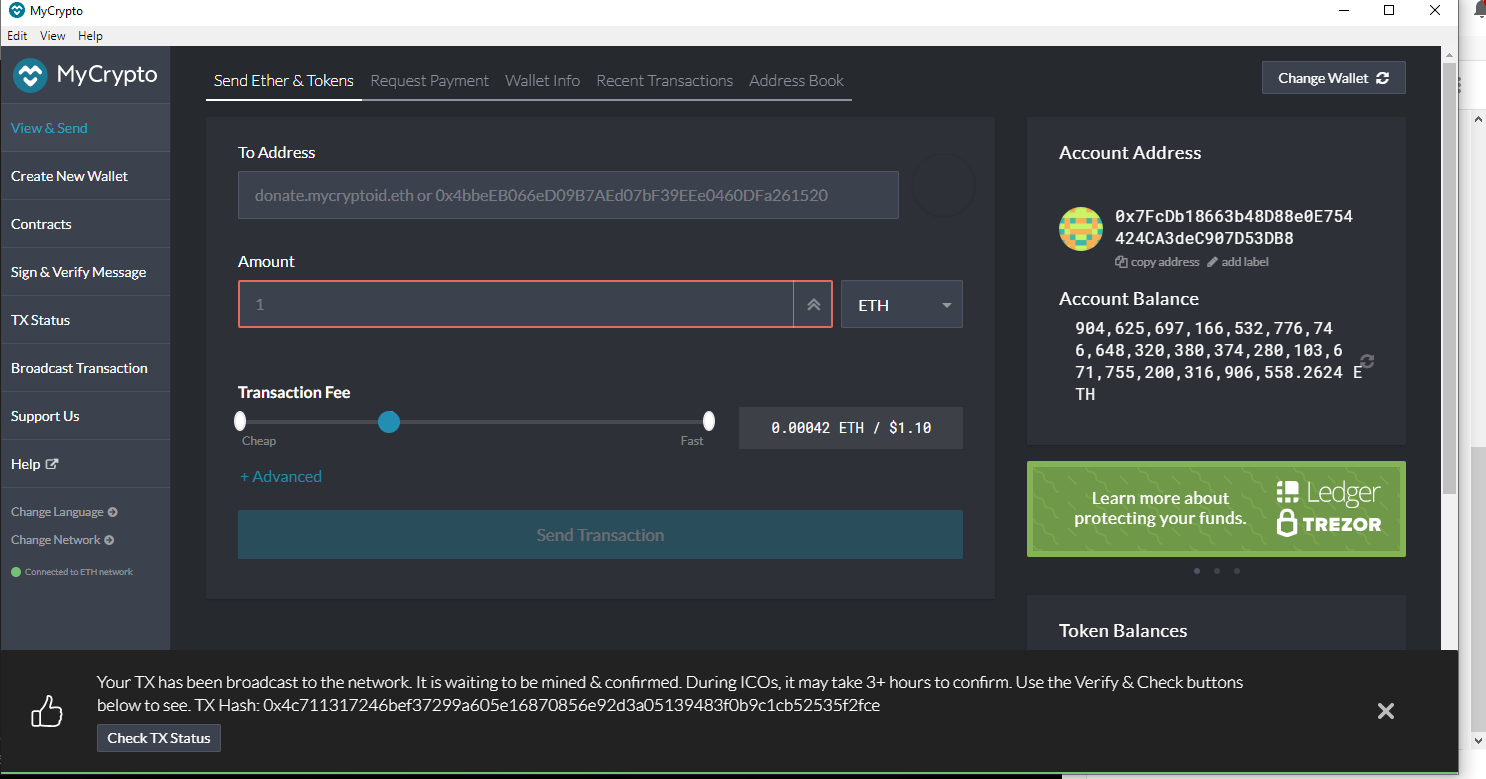 MyCrypto
Edit View Help
MyCrypto
View & Send
Create New Wallet
Contracts
Sign & Verify Message
TX Status
Broadcast Transaction
Support Us
Help
Change Language
Change Network
Connected to ETH network
Send Ether & Tokens Request Payment Wallet Info Recent Transactions Address Book
Change Wallet
To Address
donate.mycryptoid.eth or 0x4bbeEB066eD09B7AEd07bF39EEe0460DFa261520
Amount
1
ETH
Transaction Fee
Cheap Fast
0.00042 ETH / $1.10
+ Advanced
Send Transaction
Account Address
0x7FcDb18663b48D88e0E754
424CA3deC907D53DB8
copy address add label
Account Balance
904,625,697,166,532,776,74
6,648,320,380,374,280,103,6
71,755,200,316,906,558.2624 E
TH
Learn more about
protecting your funds.
Ledger
TREZOR
Token Balances
Your TX has been broadcast to the network. It is waiting to be mined & confirmed. During ICOs, it may take 3+ hours to confirm. Use the Verify & Check buttons
below to see. TX Hash: 0x4c711317246bef37299a605e16870856e92d3a05139483f0b9c1cb52535f2fce
Check TX Status